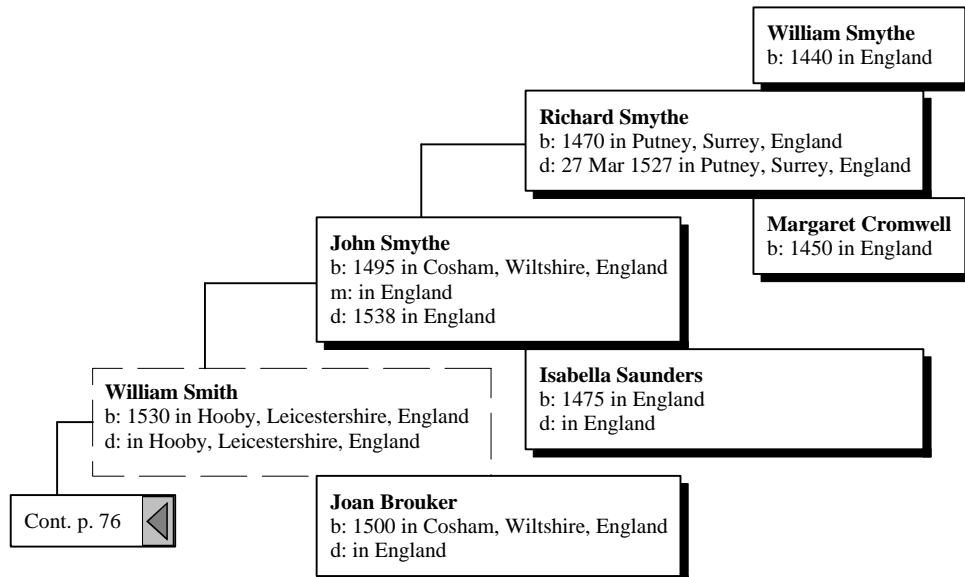 William Smythe
b: 1440 in England
Richard Smythe
b: 1470 in Putney, Surrey, England
d: 27 Mar 1527 in Putney, Surrey, England
Margaret Cromwell
b: 1450 in England
John Smythe
b: 1495 in Cosham, Wiltshire, England
m: in England
d: 1538 in England
Isabella Saunders
b: 1475 in England
d: in England
William Smith
b: 1530 in Hooby, Leicestershire, England
d: in Hooby, Leicestershire, England
Joan Brouker
b: 1500 in Cosham, Wiltshire, England
d: in England
Cont. p. 76